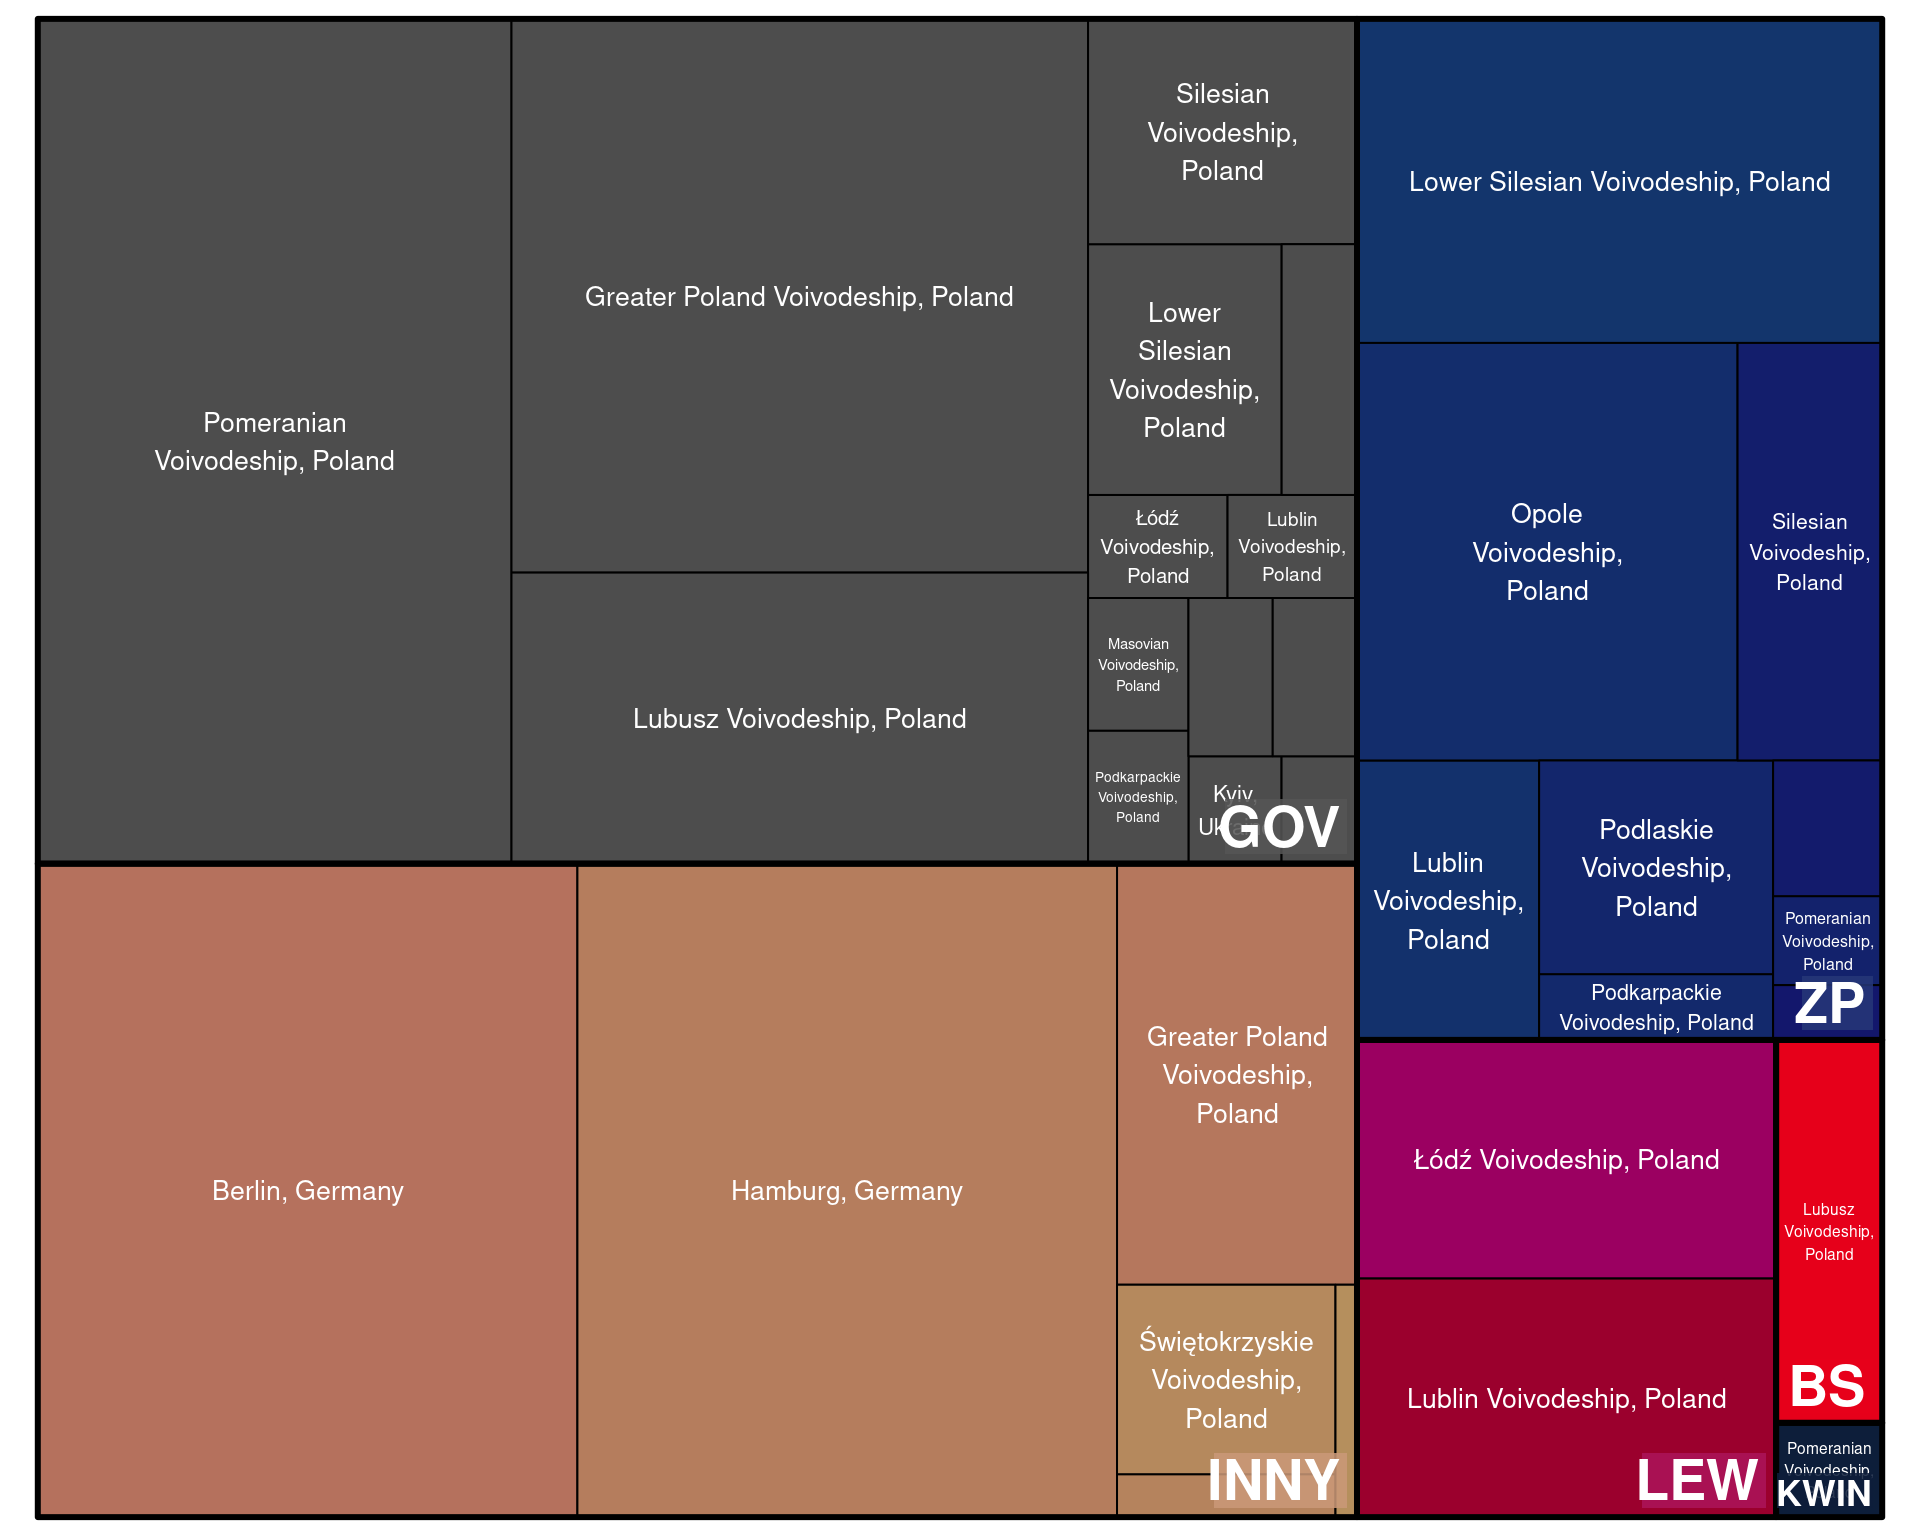 Pomeranian
Voivodeship, Poland
Greater Poland Voivodeship, Poland
Lubusz Voivodeship, Poland
Silesian
Voivodeship,
Poland
Lower
Silesian
Voivodeship,
Poland
Łódź
Voivodeship,
Poland
Lublin
Voivodeship,
Poland
Masovian
Voivodeship,
Poland
Podkarpackie
Voivodeship,
Poland
Kyiv,
GOV
Lower Silesian Voivodeship, Poland
Opole
Voivodeship,
Poland
Silesian
Voivodeship,
Poland
Lublin
Voivodeship,
Poland
Podlaskie
Voivodeship,
Poland
Podkarpackie
Voivodeship, Poland
Pomeranian
Voivodeship,
Poland
ZP
Berlin, Germany
Hamburg, Germany
Greater Poland
Voivodeship,
Poland
Świętokrzyskie
Voivodeship,
Poland
INNY
Łódź Voivodeship, Poland
Lublin Voivodeship, Poland
LEW
Lubusz
Voivodeship,
Poland
BS
Pomeranian
Voivodeship,
KWIN